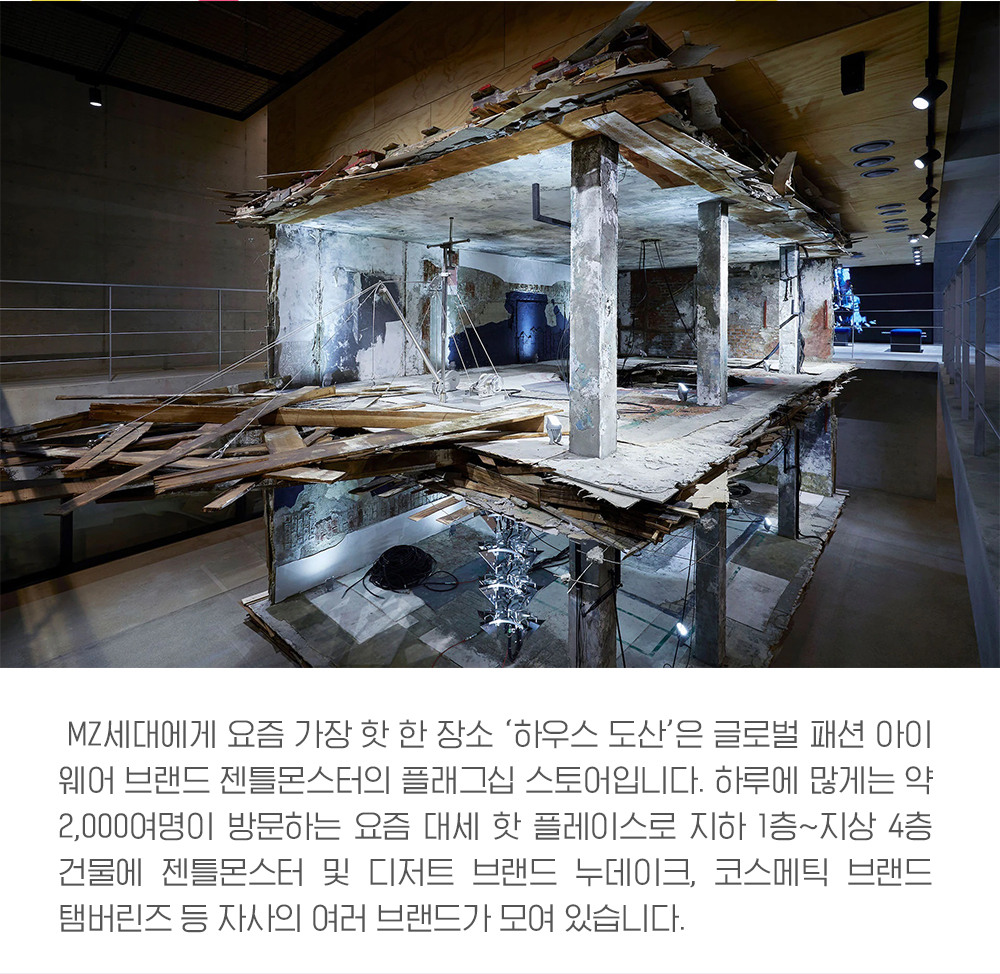 MZ세대에게 요즘 가장 핫 한 장소 ‘하우스 도산’은 글로벌 패션 아이
웨어 브랜드 젠틀몬스터의 플래그십 스토어입니다. 하루에 많게는 약
2,000여명이 방문하는 요즘 대세 핫 플레이스로 지하 1층~지상 4층
건물에 젠틀몬스터 및 디저트 브랜드 누데이크, 코스메틱 브랜드
탬버린즈 등 자사의 여러 브랜드가 모여 있습니다.